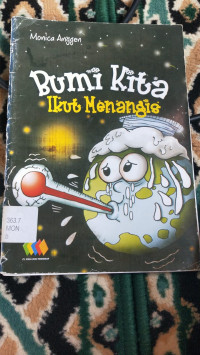 Monica Anggen
Bumi Kita
Ikut Menangis
363.7
MON